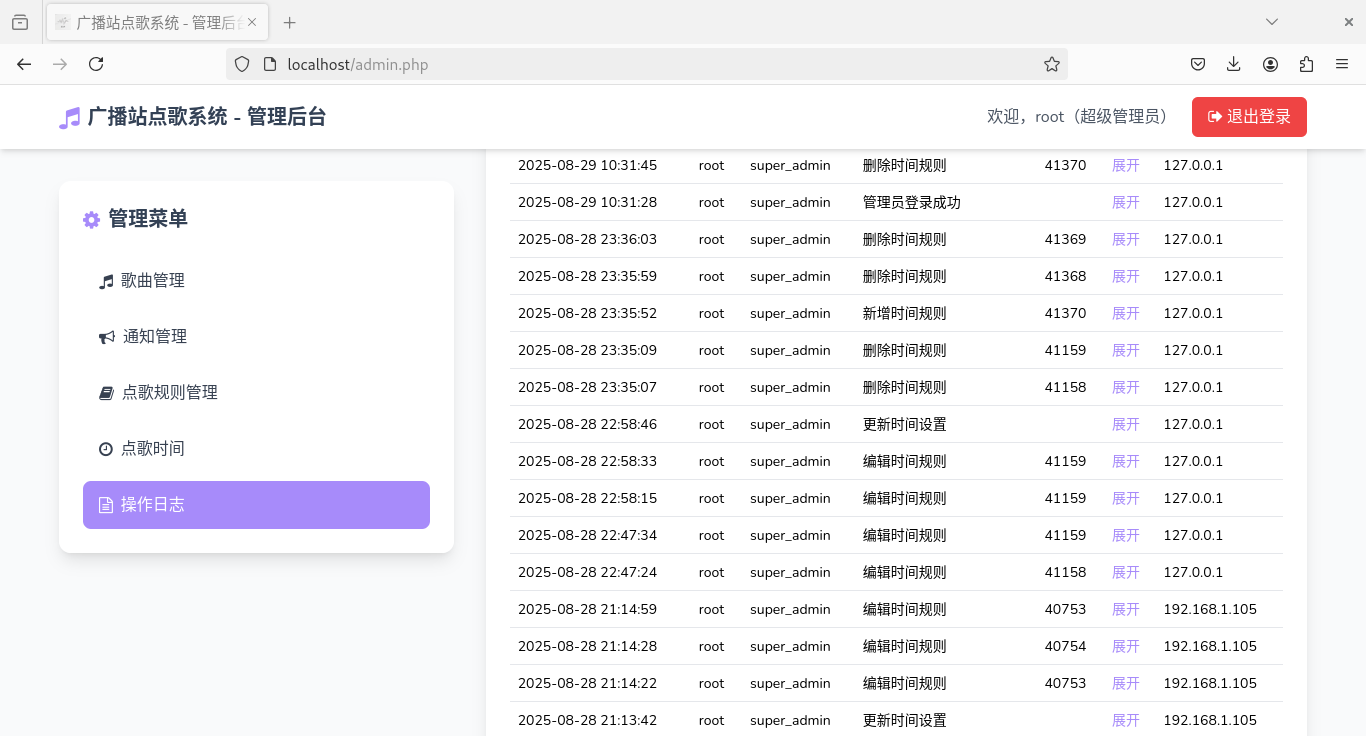 广播站点歌系统 - 管理后台
localhost/admin.php
广播站点歌系统 - 管理后台
欢迎，root（超级管理员）
退出登录
管理菜单
歌曲管理
通知管理
点歌规则管理
点歌时间
操作日志
2025-08-29 10:31:45 root super_admin 删除时间规则 41370 展开 127.0.0.1
2025-08-29 10:31:28 root super_admin 管理员登录成功 展开 127.0.0.1
2025-08-28 23:36:03 root super_admin 删除时间规则 41369 展开 127.0.0.1
2025-08-28 23:35:59 root super_admin 删除时间规则 41368 展开 127.0.0.1
2025-08-28 23:35:52 root super_admin 新增时间规则 41370 展开 127.0.0.1
2025-08-28 23:35:09 root super_admin 删除时间规则 41159 展开 127.0.0.1
2025-08-28 23:35:07 root super_admin 删除时间规则 41158 展开 127.0.0.1
2025-08-28 22:58:46 root super_admin 更新时间设置 展开 127.0.0.1
2025-08-28 22:58:33 root super_admin 编辑时间规则 41159 展开 127.0.0.1
2025-08-28 22:58:15 root super_admin 编辑时间规则 41159 展开 127.0.0.1
2025-08-28 22:47:34 root super_admin 编辑时间规则 41159 展开 127.0.0.1
2025-08-28 22:47:24 root super_admin 编辑时间规则 41158 展开 127.0.0.1
2025-08-28 21:14:59 root super_admin 编辑时间规则 40753 展开 192.168.1.105
2025-08-28 21:14:28 root super_admin 编辑时间规则 40754 展开 192.168.1.105
2025-08-28 21:14:22 root super_admin 编辑时间规则 40753 展开 192.168.1.105
2025-08-28 21:13:42 root super_admin 更新时间设置 展开 192.168.1.105